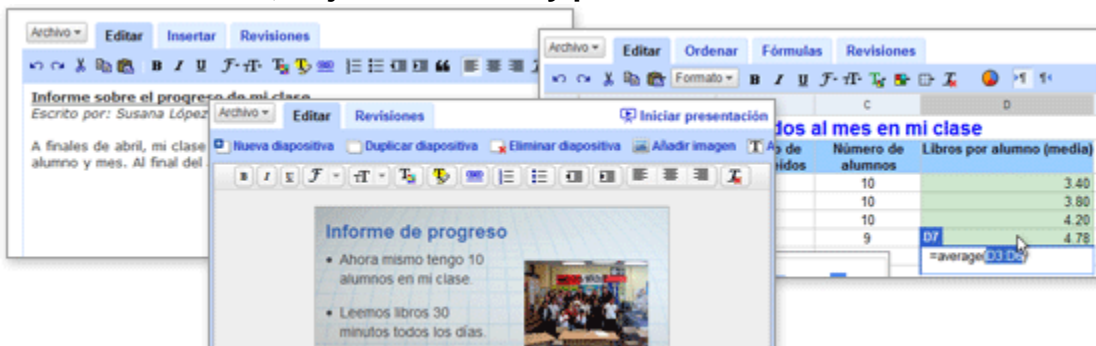 Archivo
Editar
Insertar
Revisiones
Informe sobre el progreso de mi clase
Escrito por: Susana López
A finales de abril, mi clase
alumno y mes. Al final del
Archivo
Editar
Revisiones
Iniciar presentación
Nueva diapositiva
Duplicar diapositiva
Eliminar diapositiva
Añadir imagen
Informe de progreso
• Ahora mismo tengo 10
alumnos en mi clase.
• Leemos libros 30
minutos todos los días.
Archivo
Editar
Ordenar
Fórmulas
Revisiones
Formato
C D
dos al mes en mi clase
de Número de Libros por alumno (media)
alumnos
10 3.40
10 3.80
10 4.20
9 4.78
D7
=average(D3:D6)